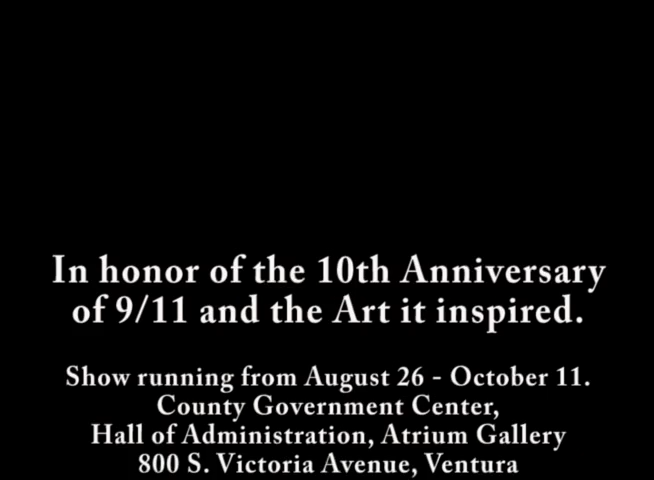 In honor of the 10th Anniversary
of 9/11 and the Art it inspired.
Show running from August 26 - October 11.
County Government Center,
Hall of Administration, Atrium Gallery
800 S. Victoria Avenue, Ventura